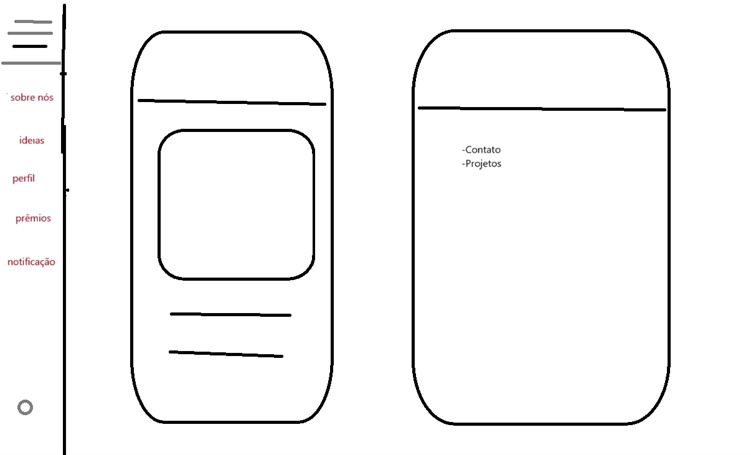 sobre nós
ideias
perfil
prêmios
notificação
-Contato
-Projetos